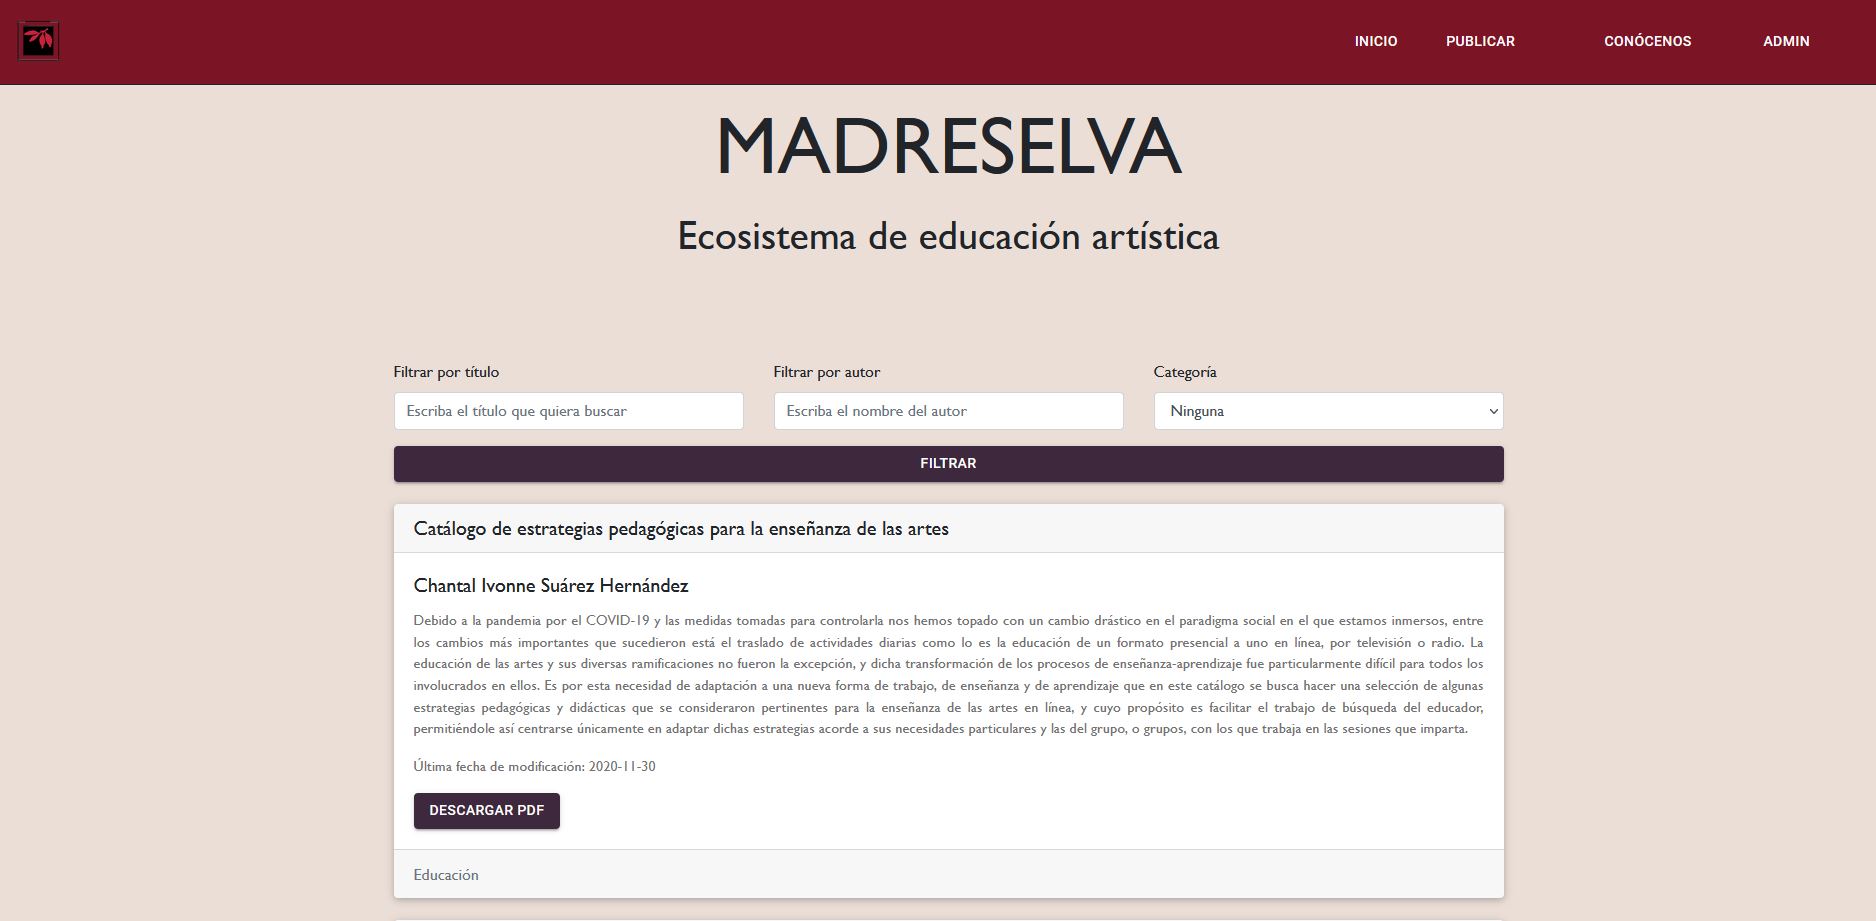 INICIO PUBLICAR CONÓCENOS ADMIN
MADRESELVA
Ecosistema de educación artística
Filtrar por título Filtrar por autor Categoría
Escriba el título que quiera buscar Escriba el nombre del autor Ninguna
FILTRAR
Catálogo de estrategias pedagógicas para la enseñanza de las artes
Chantal Ivonne Suárez Hernández
Debido a la pandemia por el COVID-19 y las medidas tomadas para controlarla nos hemos topado con un cambio drástico en el paradigma social en el que estamos inmersos, entre
los cambios más importantes que sucedieron está el traslado de actividades diarias como lo es la educación de un formato presencial a uno en línea, por televisión o radio. La
educación de las artes y sus diversas ramificaciones no fueron la excepción, y dicha transformación de los procesos de enseñanza-aprendizaje fue particularmente difícil para todos los
involucrados en ellos. Es por esta necesidad de adaptación a una nueva forma de trabajo, de enseñanza y de aprendizaje que en este catálogo se busca hacer una selección de algunas
estrategias pedagógicas y didácticas que se consideraron pertinentes para la enseñanza de las artes en línea, y cuyo propósito es facilitar el trabajo de búsqueda del educador,
permitiéndole así centrarse únicamente en adaptar dichas estrategias acorde a sus necesidades particulares y las del grupo, o grupos, con los que trabaja en las sesiones que imparta.
Última fecha de modificación: 2020-11-30
DESCARGAR PDF
Educación